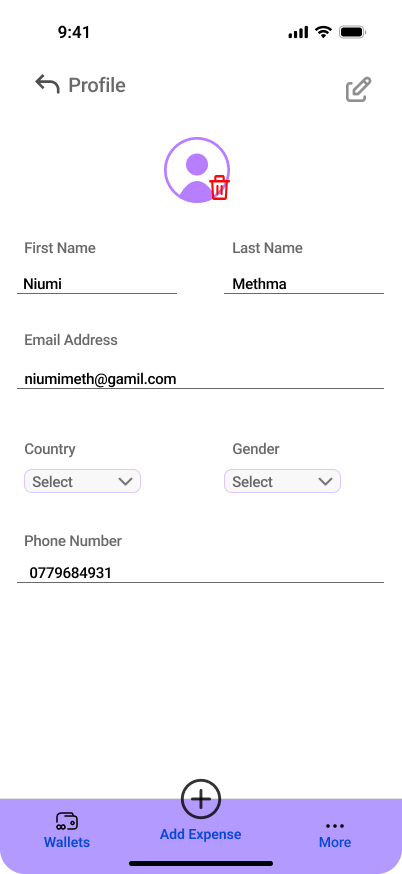 9:41
Profile
First Name Last Name
Niumi Methma
Email Address
niumimeth@gamil.com
Country Gender
Select Select
Phone Number
0779684931
Wallets Add Expense More